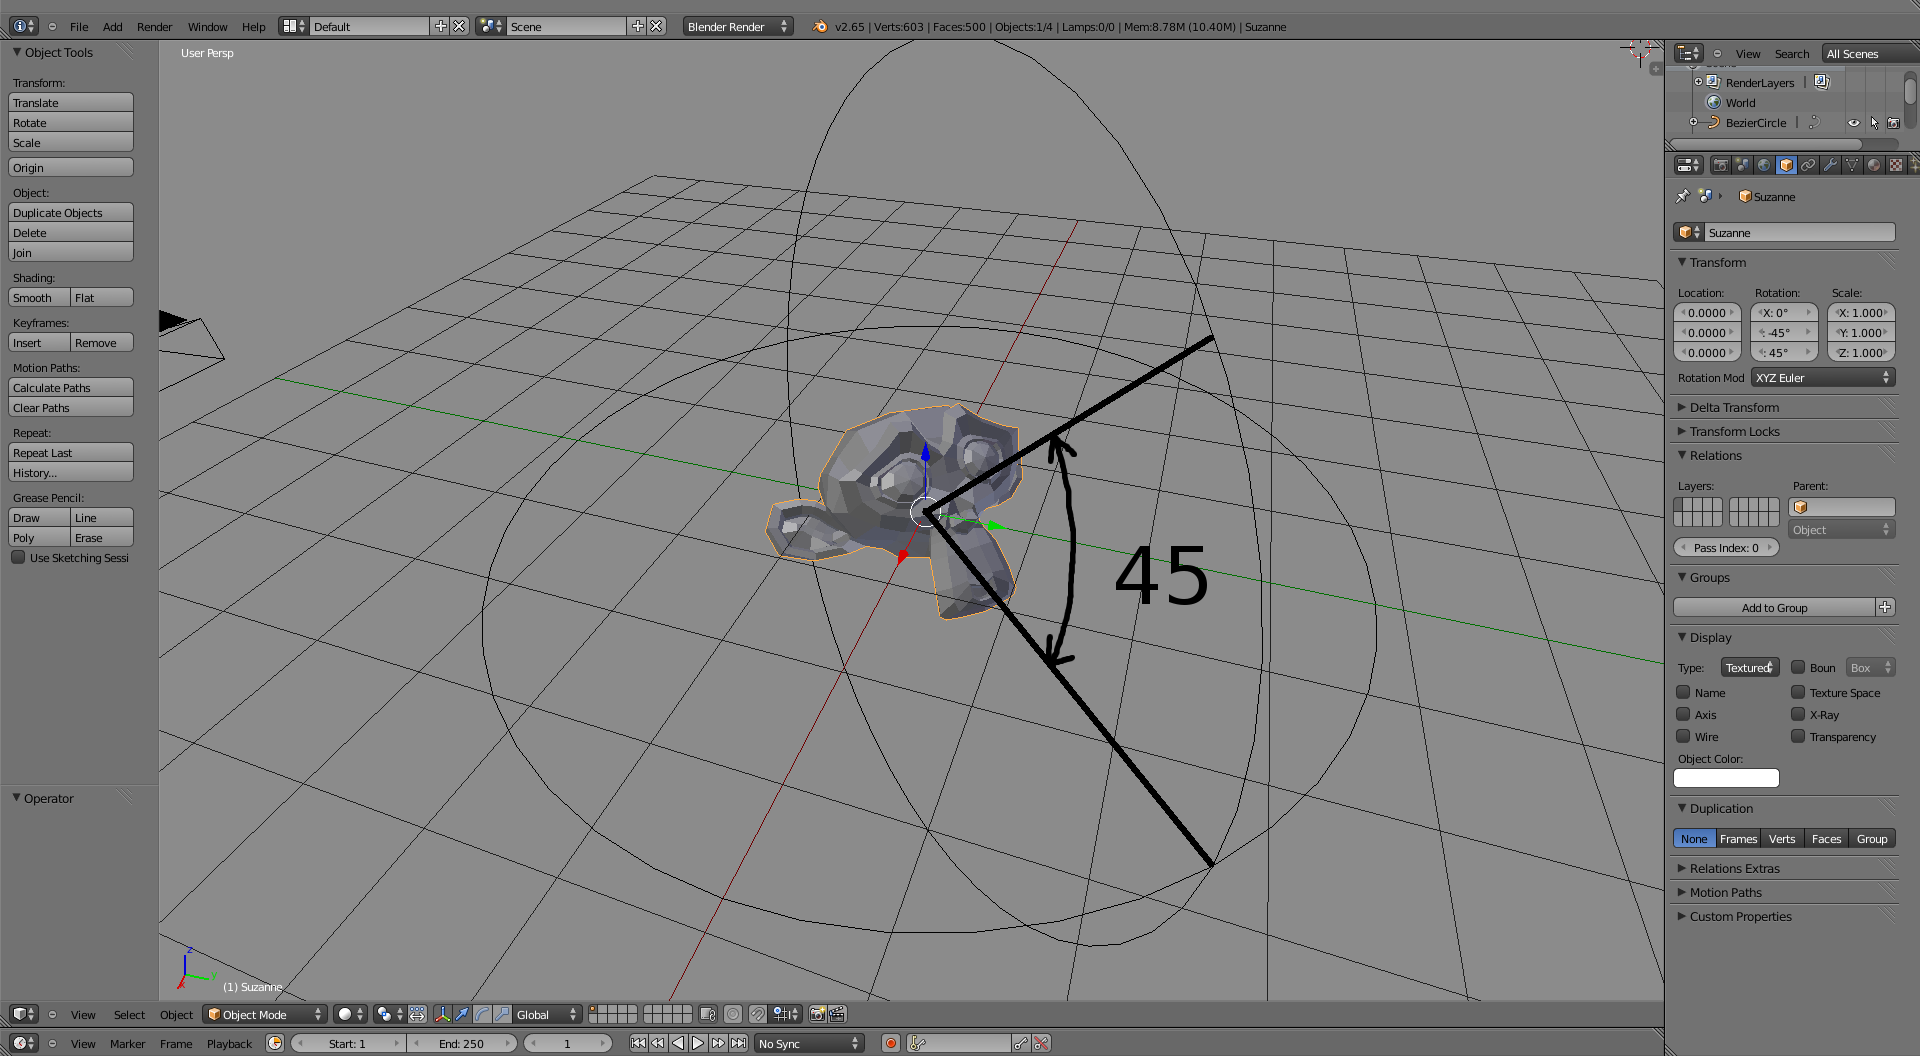 File Add Render Window Help Default Scene Blender Render v2.65 | Verts:603 | Faces:500 | Objects:1/4 | Lamps:0/0 | Mem:8.78M (10.40M) | Suzanne
Object Tools
Transform:
Translate
Rotate
Scale
Origin
Object:
Duplicate Objects
Delete
Join
Shading:
Smooth Flat
Keyframes:
Insert Remove
Motion Paths:
Calculate Paths
Clear Paths
Repeat:
Repeat Last
History...
Grease Pencil:
Draw Line
Poly Erase
Use Sketching Sessi
Operator
User Persp
45
z
y
x
(1) Suzanne
View Search All Scenes
RenderLayers |
World
BezierCircle |
Suzanne
Suzanne
Transform
Location: Rotation: Scale:
0.0000 X: 0° X: 1.000
0.0000 : -45° Y: 1.000
0.0000 : 45° Z: 1.000
Rotation Mod XYZ Euler
Delta Transform
Transform Locks
Relations
Layers: Parent:
Object
Pass Index: 0
Groups
Add to Group
Display
Type: Textured Boun Box
Name Texture Space
Axis X-Ray
Wire Transparency
Object Color:
Duplication
None Frames Verts Faces Group
Relations Extras
Motion Paths
Custom Properties
View Select Object Object Mode Global
View Marker Frame Playback Start: 1 End: 250 1 No Sync